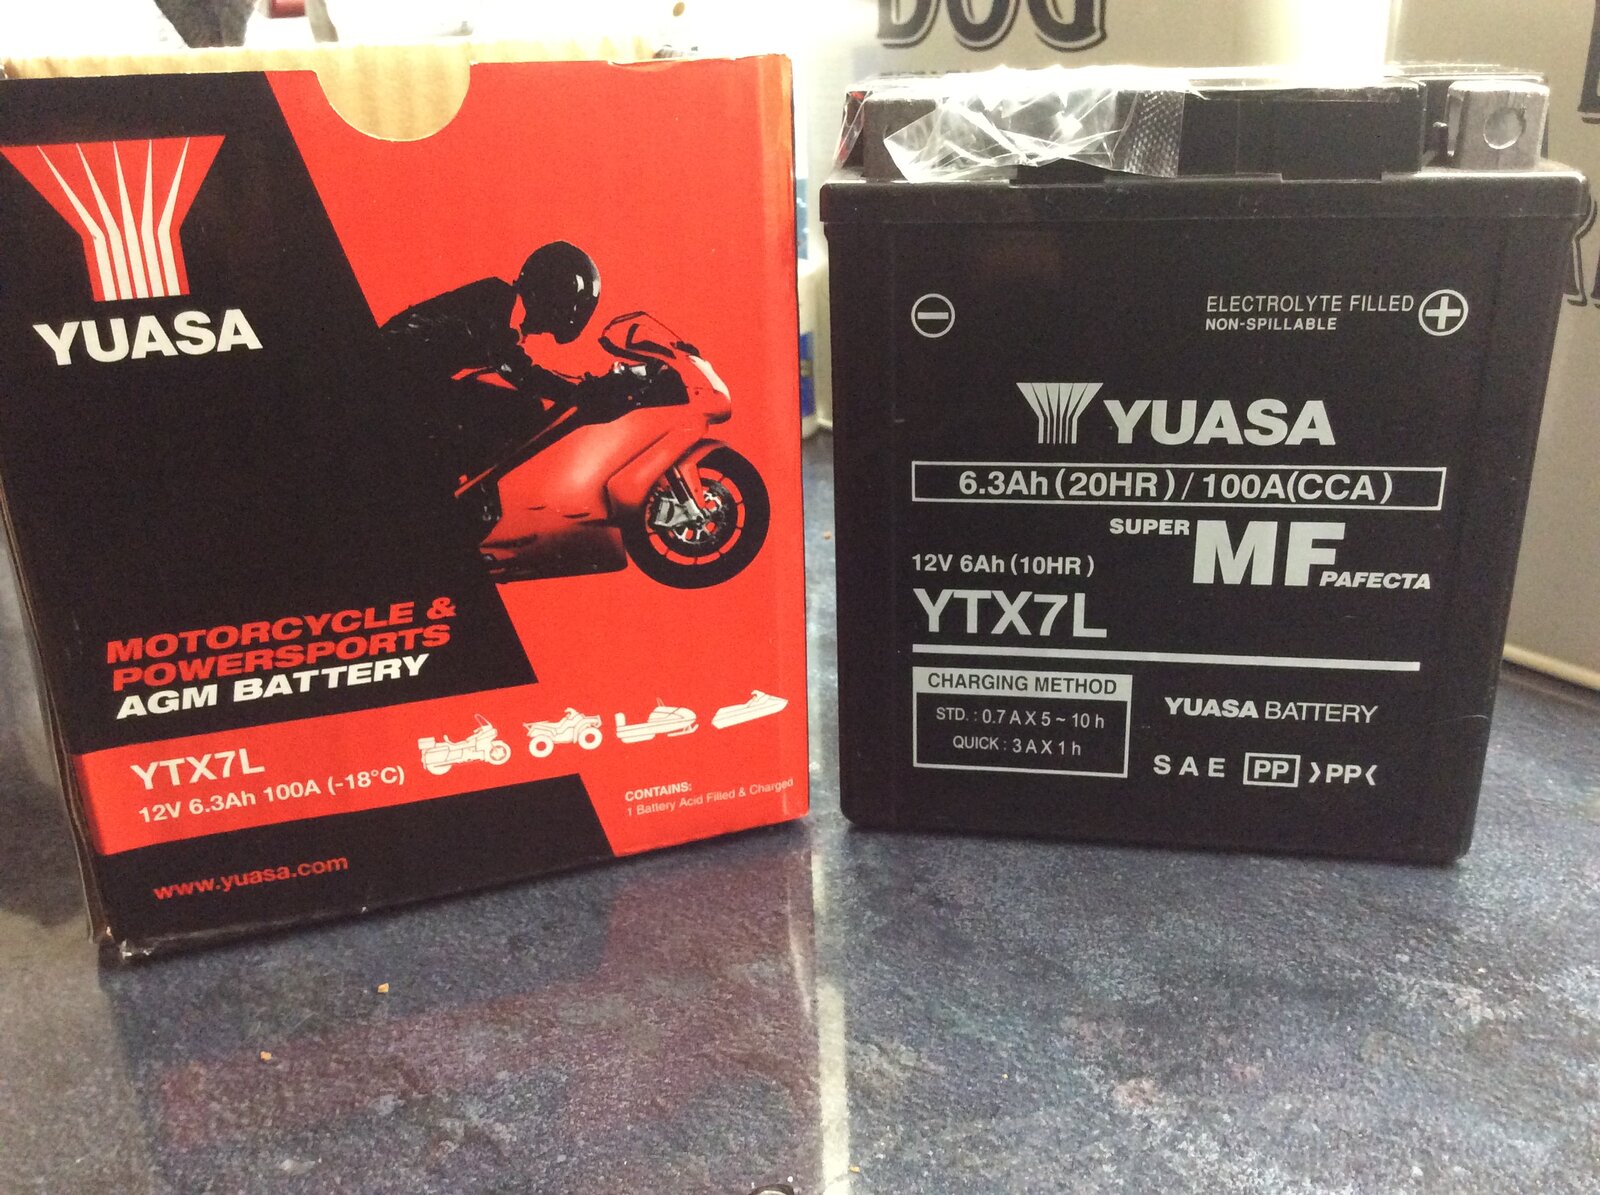 YUASA
MOTORCYCLE &
POWERSPORTS
AGM BATTERY
YTX7L
12V 6.3Ah 100A (-18°C)
CONTAINS:
1 Battery Acid Filled & Charged
www.yuasa.com
DOG
ELECTROLYTE FILLED
NON-SPILLABLE
YUASA
6.3Ah (20HR) / 100A(CCA)
SUPER MF PAFECTA
12V 6Ah (10HR)
YTX7L
CHARGING METHOD
STD. : 0.7 A X 5 ~ 10 h
QUICK : 3 A X 1 h
YUASA BATTERY
S A E PP >PP<